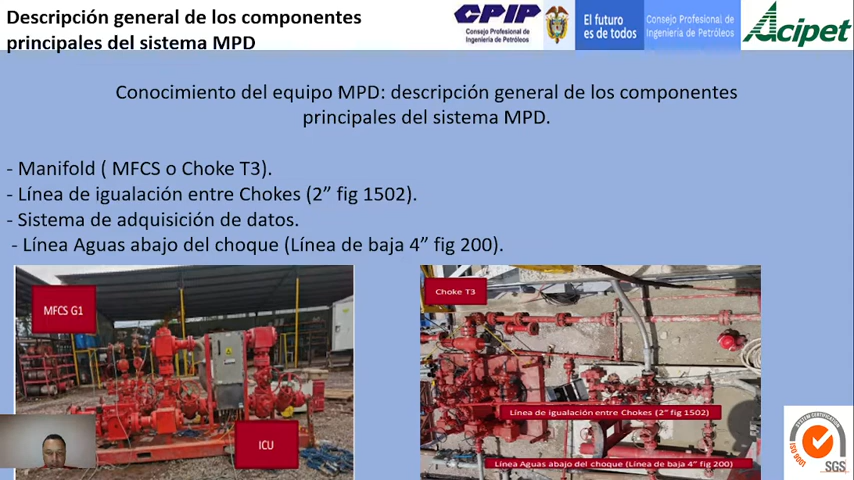 Descripción general de los componentes
principales del sistema MPD
CPIP
Consejo Profesional de
Ingeniería de Petróleos
El futuro
es de todos
Consejo Profesional de
Ingeniería de Petróleos
Acipet
Conocimiento del equipo MPD: descripción general de los componentes
principales del sistema MPD.
- Manifold ( MFCS o Choke T3).
- Línea de igualación entre Chokes (2” fig 1502).
- Sistema de adquisición de datos.
- Línea Aguas abajo del choque (Línea de baja 4” fig 200).
MFCS G1
ICU
Choke T3
Línea de igualación entre Chokes (2” fig 1502)
Línea Aguas abajo del choque (Línea de baja 4” fig 200)
SYSTEM CERTIFICATION
ISO 9001
SGS